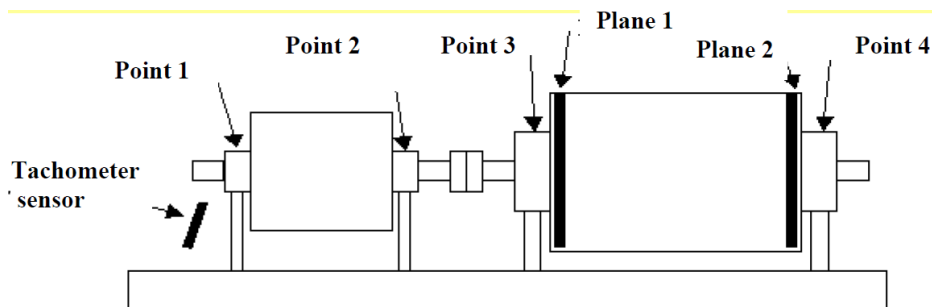 Plane 1
Point 2
Point 3
Point 4
Plane 2
Point 1
Tachometer
sensor